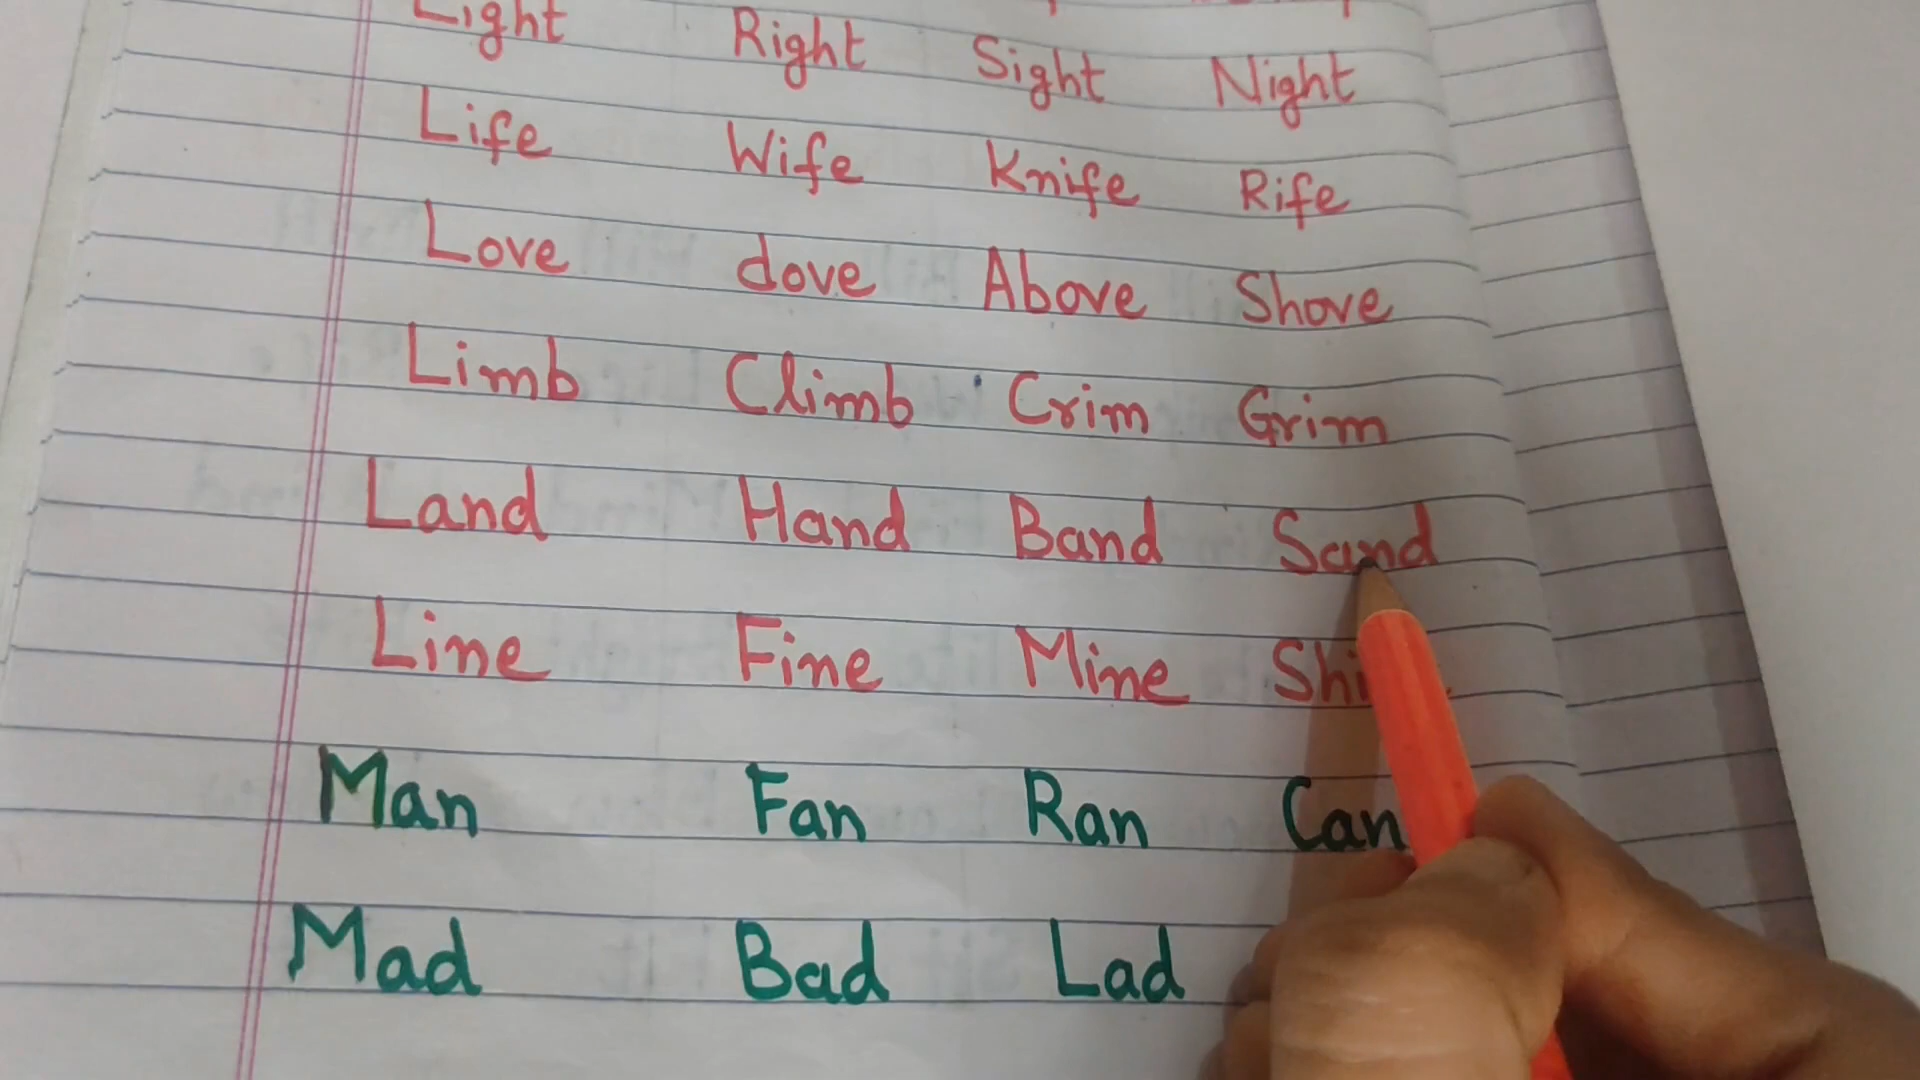 Light Right Sight Night
Life Wife Knife Rife
Love dove Above Shove
Limb Climb Crim Grim
Land Hand Band Sand
Line Fine Mine
Man Fan Ran Can
Mad Bad Lad